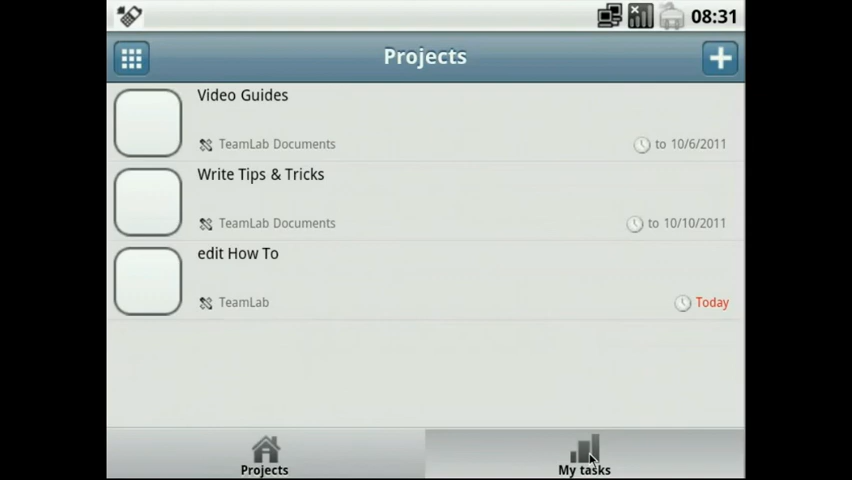 08:31
Projects
Video Guides
TeamLab Documents
to 10/6/2011
Write Tips & Tricks
TeamLab Documents
to 10/10/2011
edit How To
TeamLab
Today
Projects
My tasks